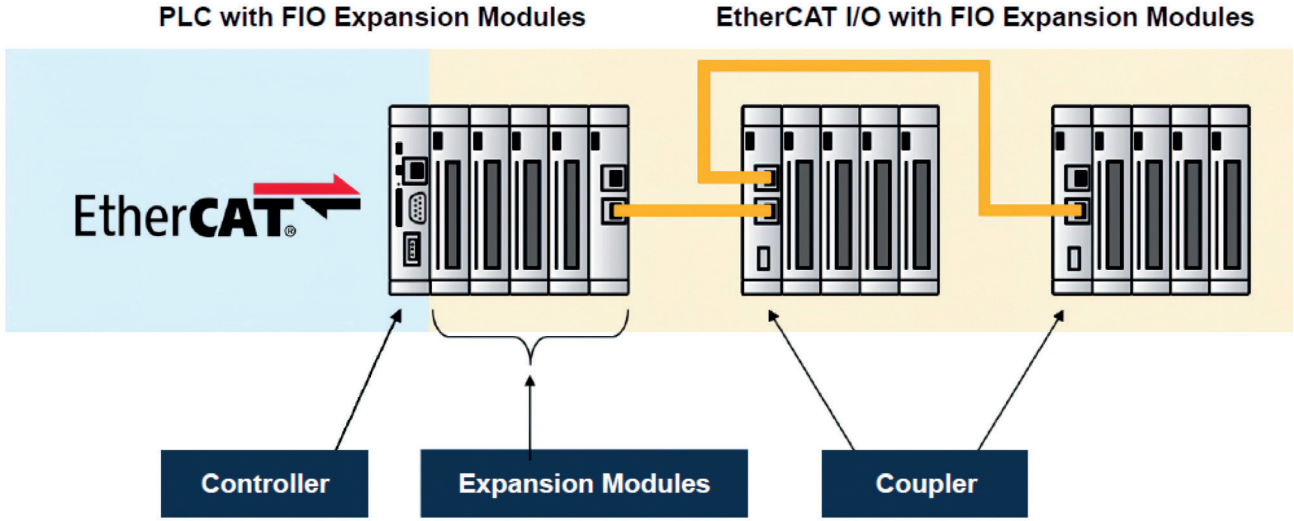 PLC with FIO Expansion Modules
EtherCAT I/O with FIO Expansion Modules
EtherCAT®
Controller
Expansion Modules
Coupler